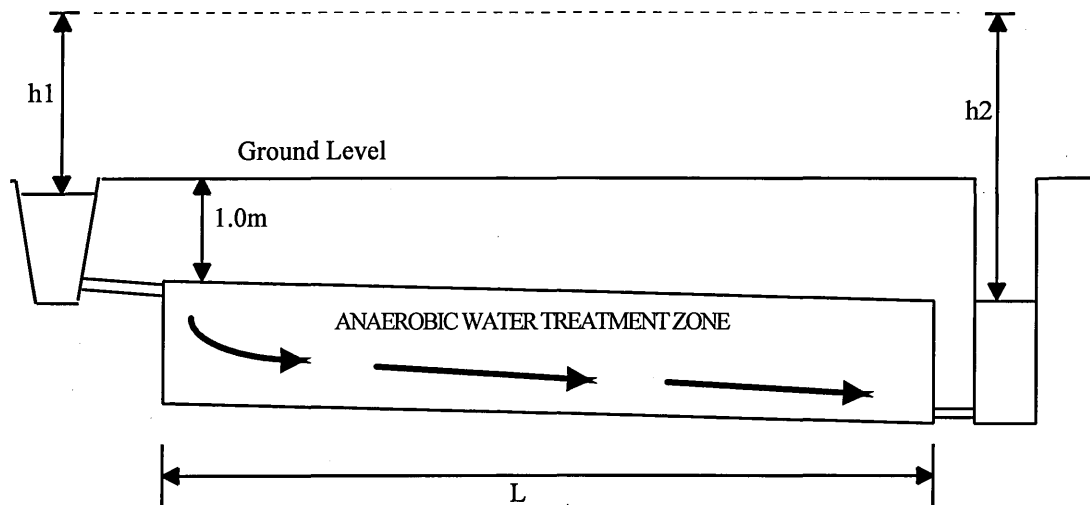 h1
h2
Ground Level
1.0m
ANAEROBIC WATER TREATMENT ZONE
L